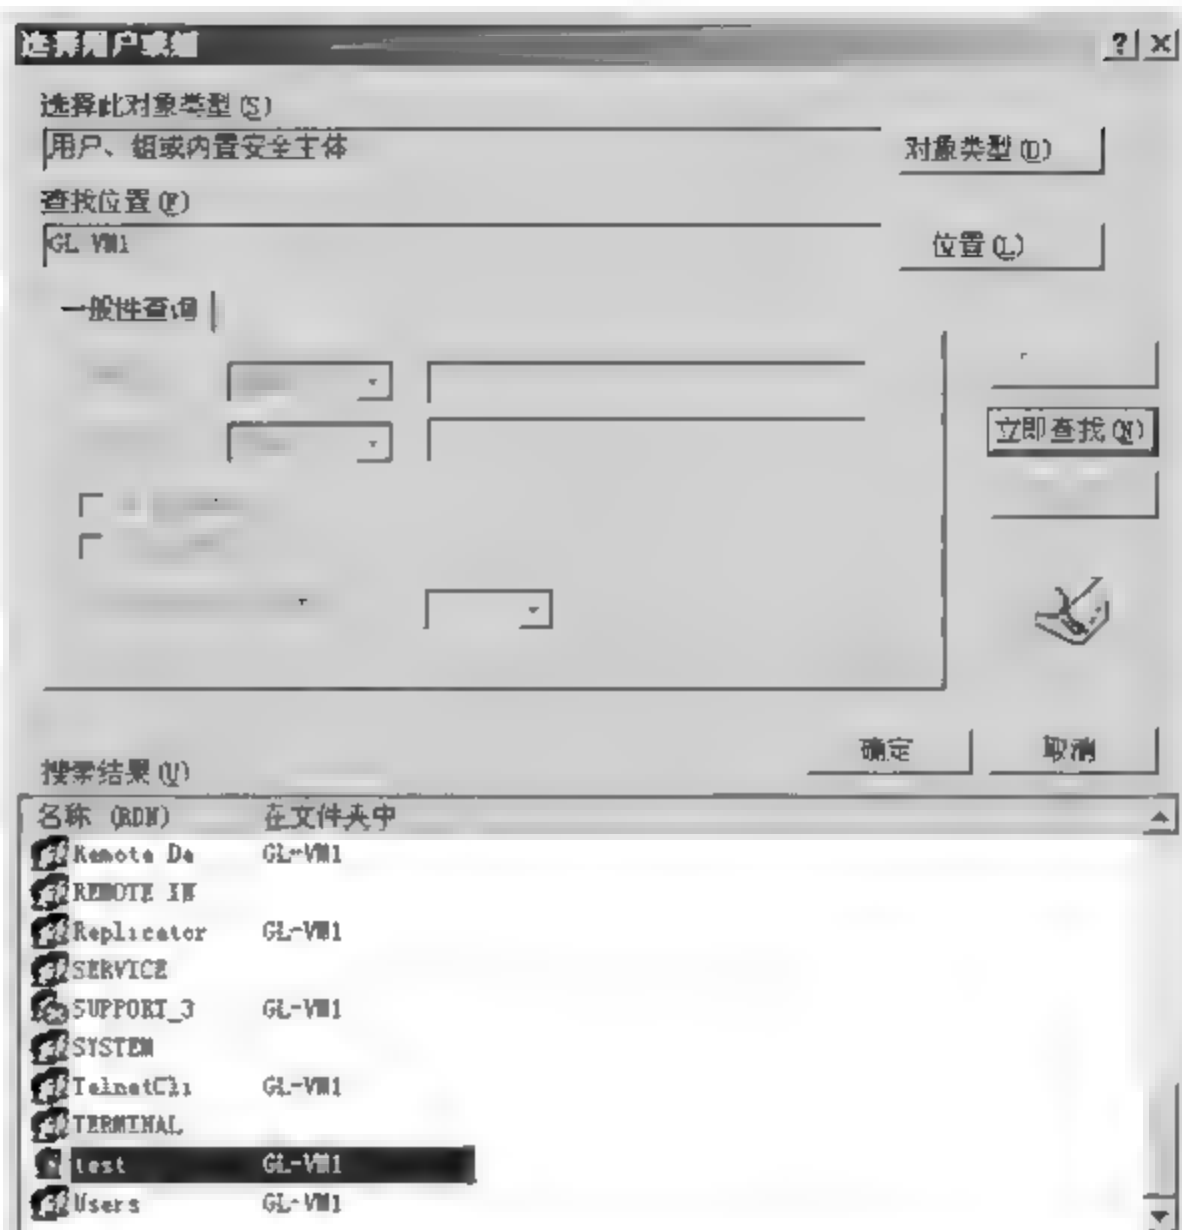 选择用户或组
选择此对象类型(S)
用户、组或内置安全主体
对象类型(O)
查找位置(F)
GL-VM1
位置(L)
一般性查询
立即查找(N)
确定
取消
搜索结果(U)
名称 (RDN) 在文件夹中
Remote De GL-VM1
REMOTE IN
Replicator GL-VM1
SERVICE
SUPPORT_3 GL-VM1
SYSTEM
TelnetCli GL-VM1
TERMINAL
test GL-VM1
Users GL-VM1